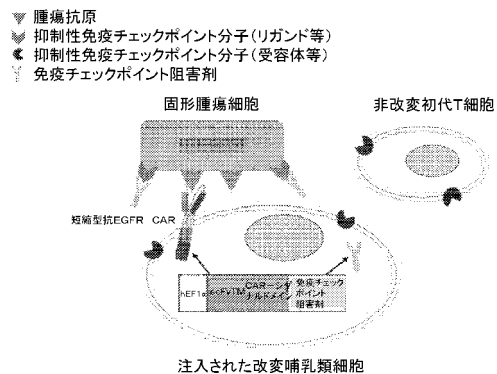 腫瘍抗原
抑制性免疫チェックポイント分子(リガンド等)
抑制性免疫チェックポイント分子(受容体等)
免疫チェックポイント阻害剤
固形腫瘍細胞
非改変初代T細胞
短縮型抗EGFR CAR
hEF1α
scFv
TM
CARーシグ
ナルドメイン
免疫チェック
ポイント
阻害剤
注入された改変哺乳類細胞